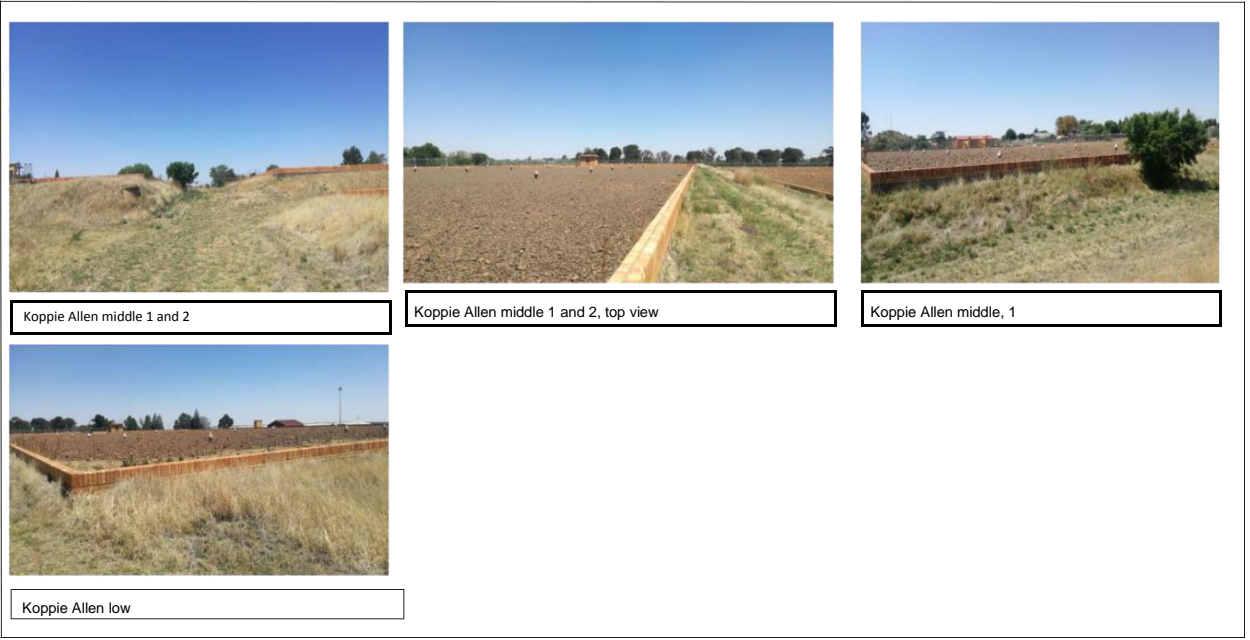 Koppie Allen middle 1 and 2
Koppie Allen middle 1 and 2, top view
Koppie Allen middle, 1
Koppie Allen low